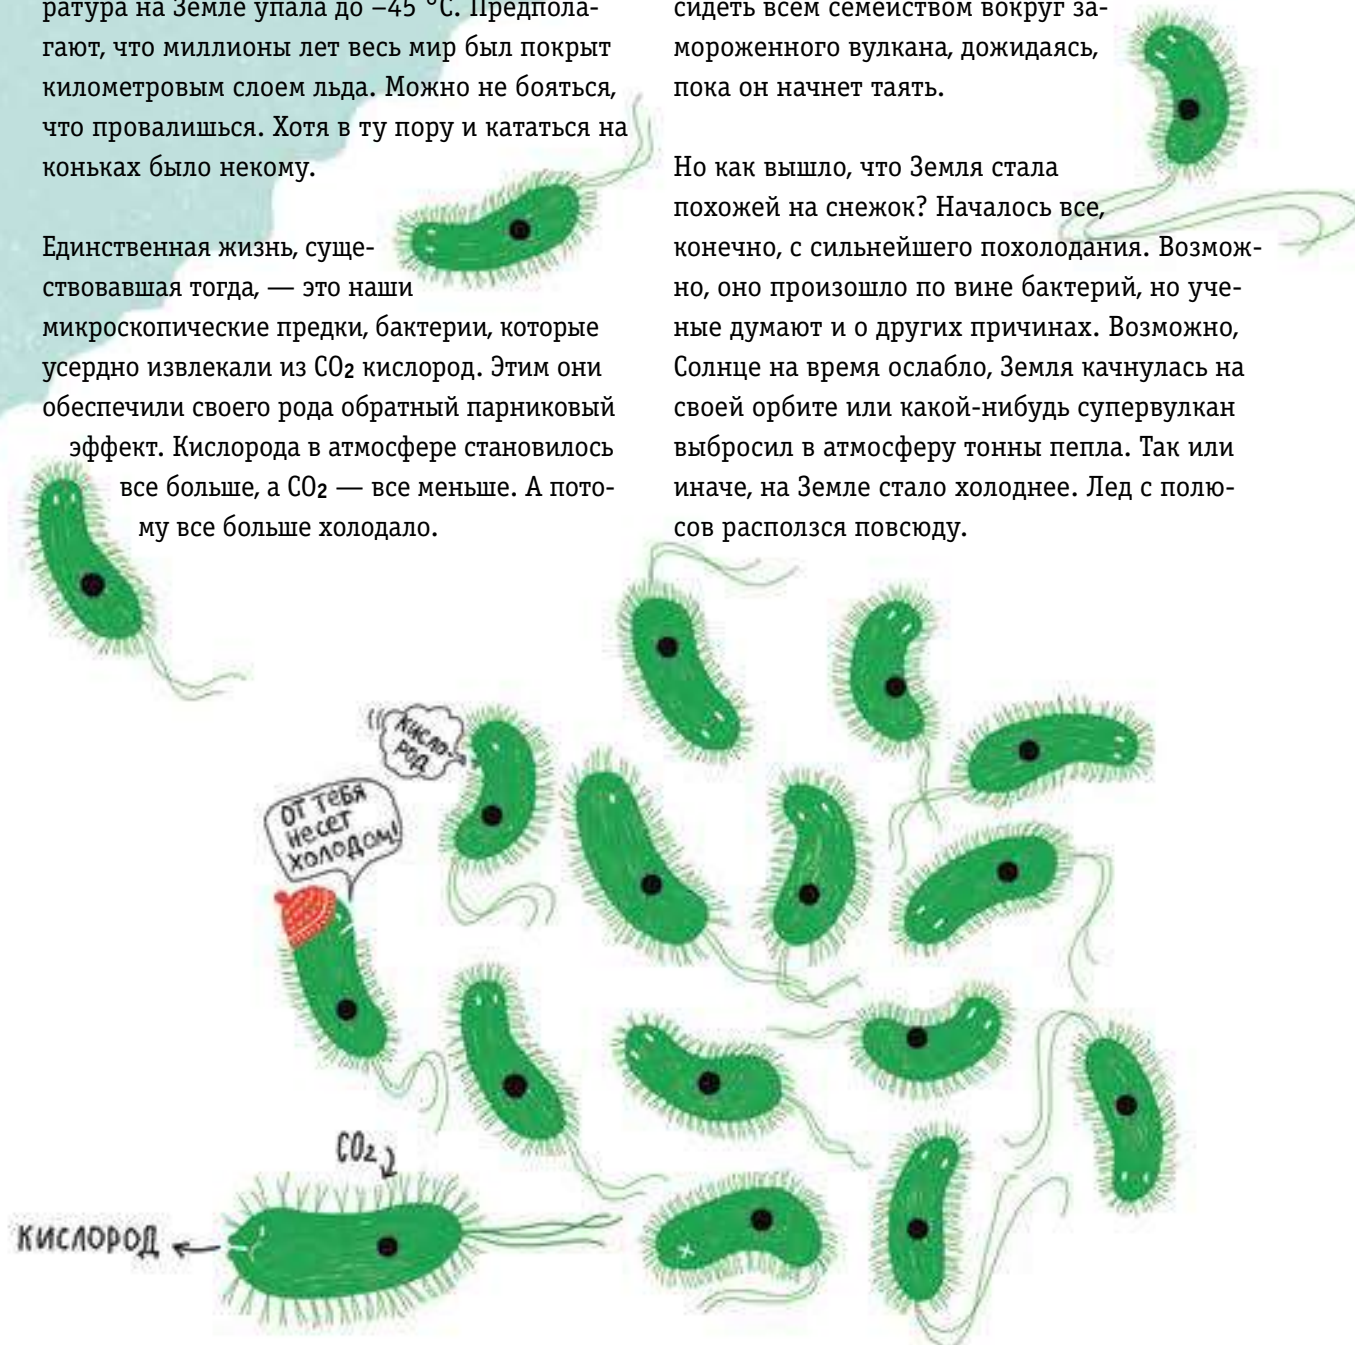 ратура на Земле упала до –45 °С. Предпола-
гают, что миллионы лет весь мир был покрыт
километровым слоем льда. Можно не бояться,
что провалишься. Хотя в ту пору и кататься на
коньках было некому.
Единственная жизнь, суще-
ствовавшая тогда, — это наши
микроскопические предки, бактерии, которые
усердно извлекали из СО₂ кислород. Этим они
обеспечили своего рода обратный парниковый
эффект. Кислорода в атмосфере становилось
все больше, а СО₂ — все меньше. А пото-
му все больше холодало.
сидеть всем семейством вокруг за-
мороженного вулкана, дожидаясь,
пока он начнет таять.
Но как вышло, что Земля стала
похожей на снежок? Началось все,
конечно, с сильнейшего похолодания. Возмож-
но, оно произошло по вине бактерий, но уче-
ные думают и о других причинах. Возможно,
Солнце на время ослабло, Земля качнулась на
своей орбите или какой-нибудь супервулкан
выбросил в атмосферу тонны пепла. Так или
иначе, на Земле стало холоднее. Лед с полю-
сов расползся повсюду.
КИСЛО-
РОД
ОТ ТЕБЯ
НЕСЕТ
ХОЛОДОМ!
СО₂
КИСЛОРОД